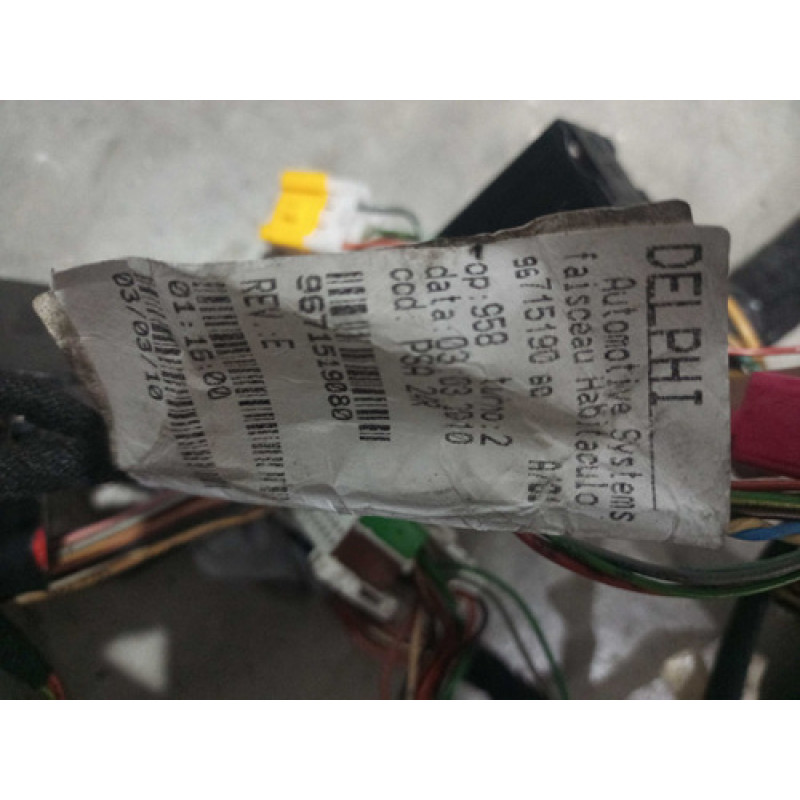 DELPHI
Automotive Systems
faisceau Habitaculo
96715190 80
op:958 turno:2
data:03.03.2010
cod: PSA
9671519080
REV.:E
01:16:00
03/03/10